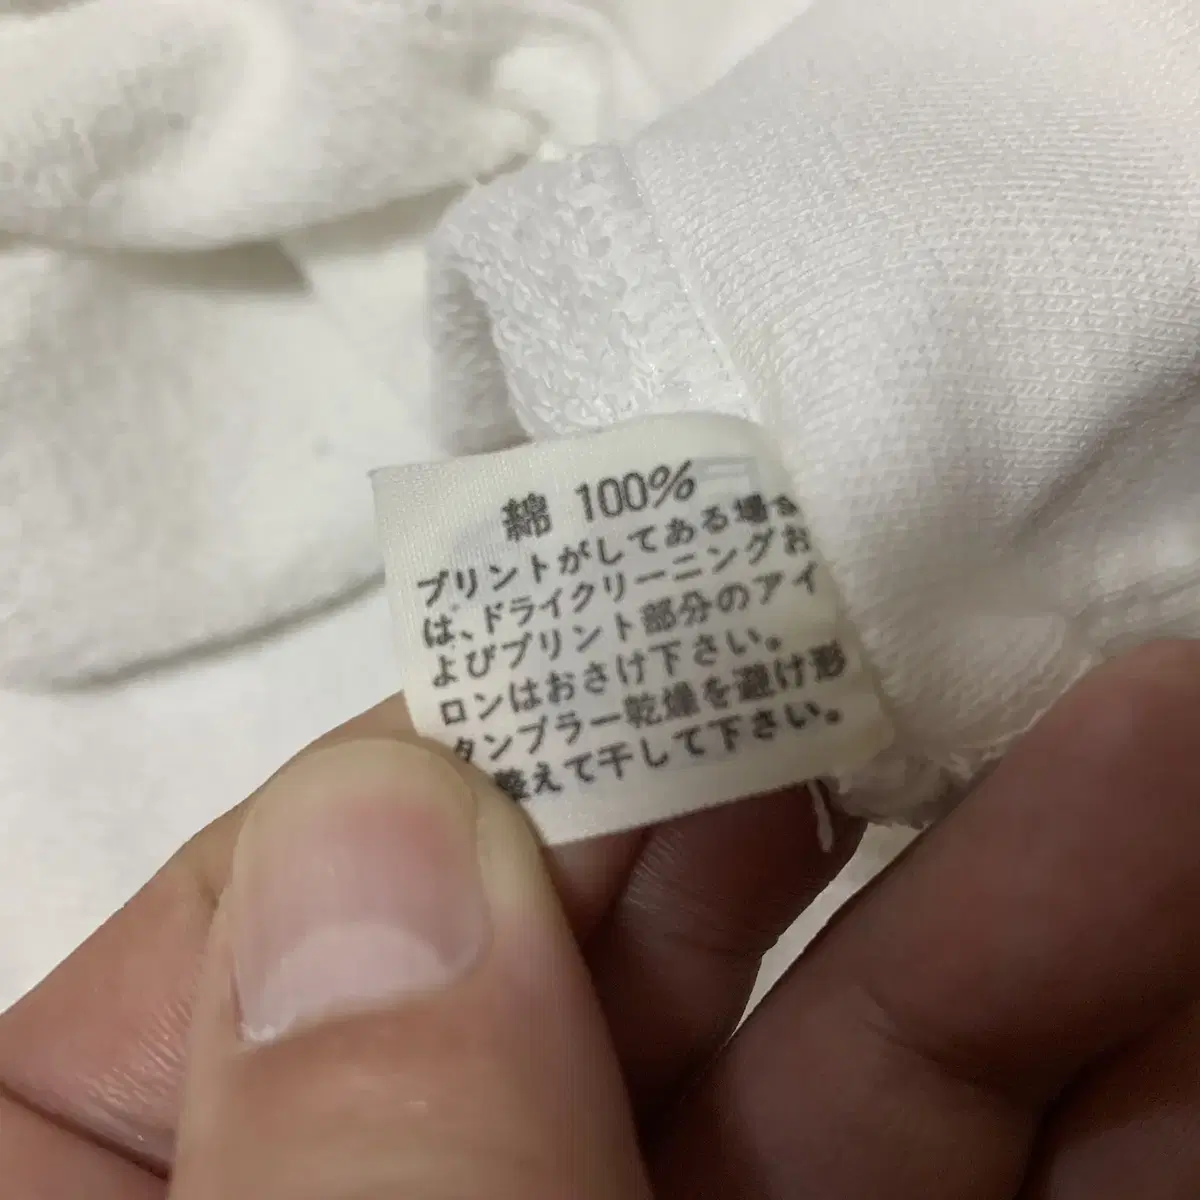 綿 100%
プリントがしてある場
は、ドライクリーニングお
よびプリント部分のアイ
ロンはおさけ下さい。
タンブラー乾燥を避け形
整えて干して下さい。